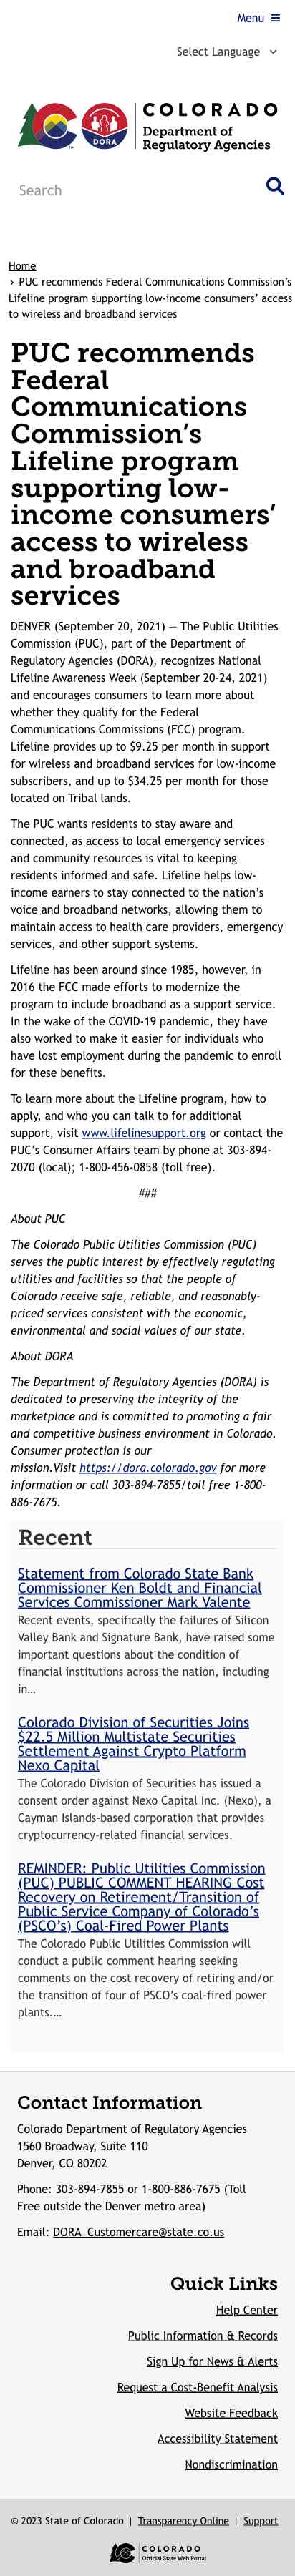 Menu
Select Language
DORA
COLORADO
Department of
Regulatory Agencies
Search
Home
› PUC recommends Federal Communications Commission’s
Lifeline program supporting low-income consumers’ access
to wireless and broadband services
PUC recommends
Federal
Communications
Commission’s
Lifeline program
supporting low-
income consumers’
access to wireless
and broadband
services
DENVER (September 20, 2021) — The Public Utilities
Commission (PUC), part of the Department of
Regulatory Agencies (DORA), recognizes National
Lifeline Awareness Week (September 20-24, 2021)
and encourages consumers to learn more about
whether they qualify for the Federal
Communications Commissions (FCC) program.
Lifeline provides up to $9.25 per month in support
for wireless and broadband services for low-income
subscribers, and up to $34.25 per month for those
located on Tribal lands.
The PUC wants residents to stay aware and
connected, as access to local emergency services
and community resources is vital to keeping
residents informed and safe. Lifeline helps low-
income earners to stay connected to the nation’s
voice and broadband networks, allowing them to
maintain access to health care providers, emergency
services, and other support systems.
Lifeline has been around since 1985, however, in
2016 the FCC made efforts to modernize the
program to include broadband as a support service.
In the wake of the COVID-19 pandemic, they have
also worked to make it easier for individuals who
have lost employment during the pandemic to enroll
for these benefits.
To learn more about the Lifeline program, how to
apply, and who you can talk to for additional
support, visit www.lifelinesupport.org or contact the
PUC’s Consumer Affairs team by phone at 303-894-
2070 (local); 1-800-456-0858 (toll free).
###
About PUC
The Colorado Public Utilities Commission (PUC)
serves the public interest by effectively regulating
utilities and facilities so that the people of
Colorado receive safe, reliable, and reasonably-
priced services consistent with the economic,
environmental and social values of our state.
About DORA
The Department of Regulatory Agencies (DORA) is
dedicated to preserving the integrity of the
marketplace and is committed to promoting a fair
and competitive business environment in Colorado.
Consumer protection is our
mission.Visit https://dora.colorado.gov for more
information or call 303-894-7855/toll free 1-800-
886-7675.
Recent
Statement from Colorado State Bank
Commissioner Ken Boldt and Financial
Services Commissioner Mark Valente
Recent events, specifically the failures of Silicon
Valley Bank and Signature Bank, have raised some
important questions about the condition of
financial institutions across the nation, including
in…
Colorado Division of Securities Joins
$22.5 Million Multistate Securities
Settlement Against Crypto Platform
Nexo Capital
The Colorado Division of Securities has issued a
consent order against Nexo Capital Inc. (Nexo), a
Cayman Islands-based corporation that provides
cryptocurrency-related financial services.
REMINDER: Public Utilities Commission
(PUC) PUBLIC COMMENT HEARING Cost
Recovery on Retirement/Transition of
Public Service Company of Colorado’s
(PSCO’s) Coal-Fired Power Plants
The Colorado Public Utilities Commission will
conduct a public comment hearing seeking
comments on the cost recovery of retiring and/or
the transition of four of PSCO’s coal-fired power
plants.…
Contact Information
Colorado Department of Regulatory Agencies
1560 Broadway, Suite 110
Denver, CO 80202
Phone: 303-894-7855 or 1-800-886-7675 (Toll
Free outside the Denver metro area)
Email: DORA_Customercare@state.co.us
Quick Links
Help Center
Public Information & Records
Sign Up for News & Alerts
Request a Cost-Benefit Analysis
Website Feedback
Accessibility Statement
Nondiscrimination
© 2023 State of Colorado | Transparency Online | Support
COLORADO
Official State Web Portal